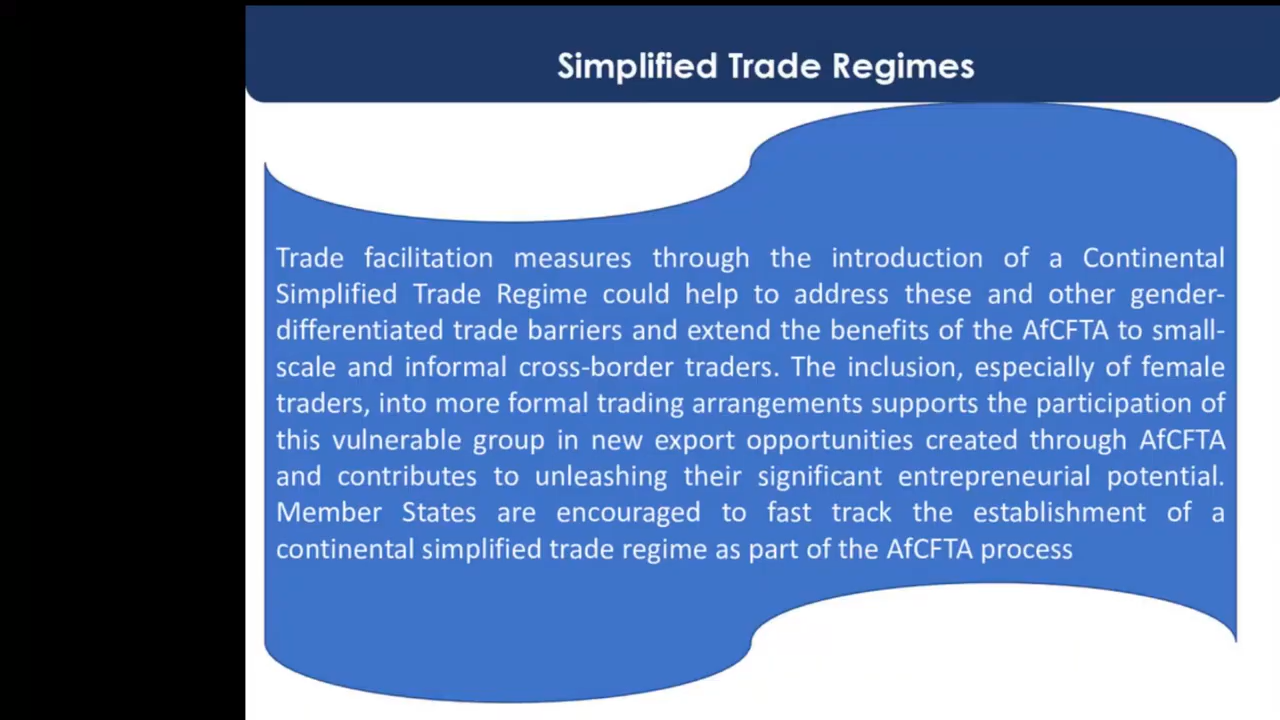 Simplified Trade Regimes
Trade facilitation measures through the introduction of a Continental
Simplified Trade Regime could help to address these and other gender-
differentiated trade barriers and extend the benefits of the AfCFTA to small-
scale and informal cross-border traders. The inclusion, especially of female
traders, into more formal trading arrangements supports the participation of
this vulnerable group in new export opportunities created through AfCFTA
and contributes to unleashing their significant entrepreneurial potential.
Member States are encouraged to fast track the establishment of a
continental simplified trade regime as part of the AfCFTA process